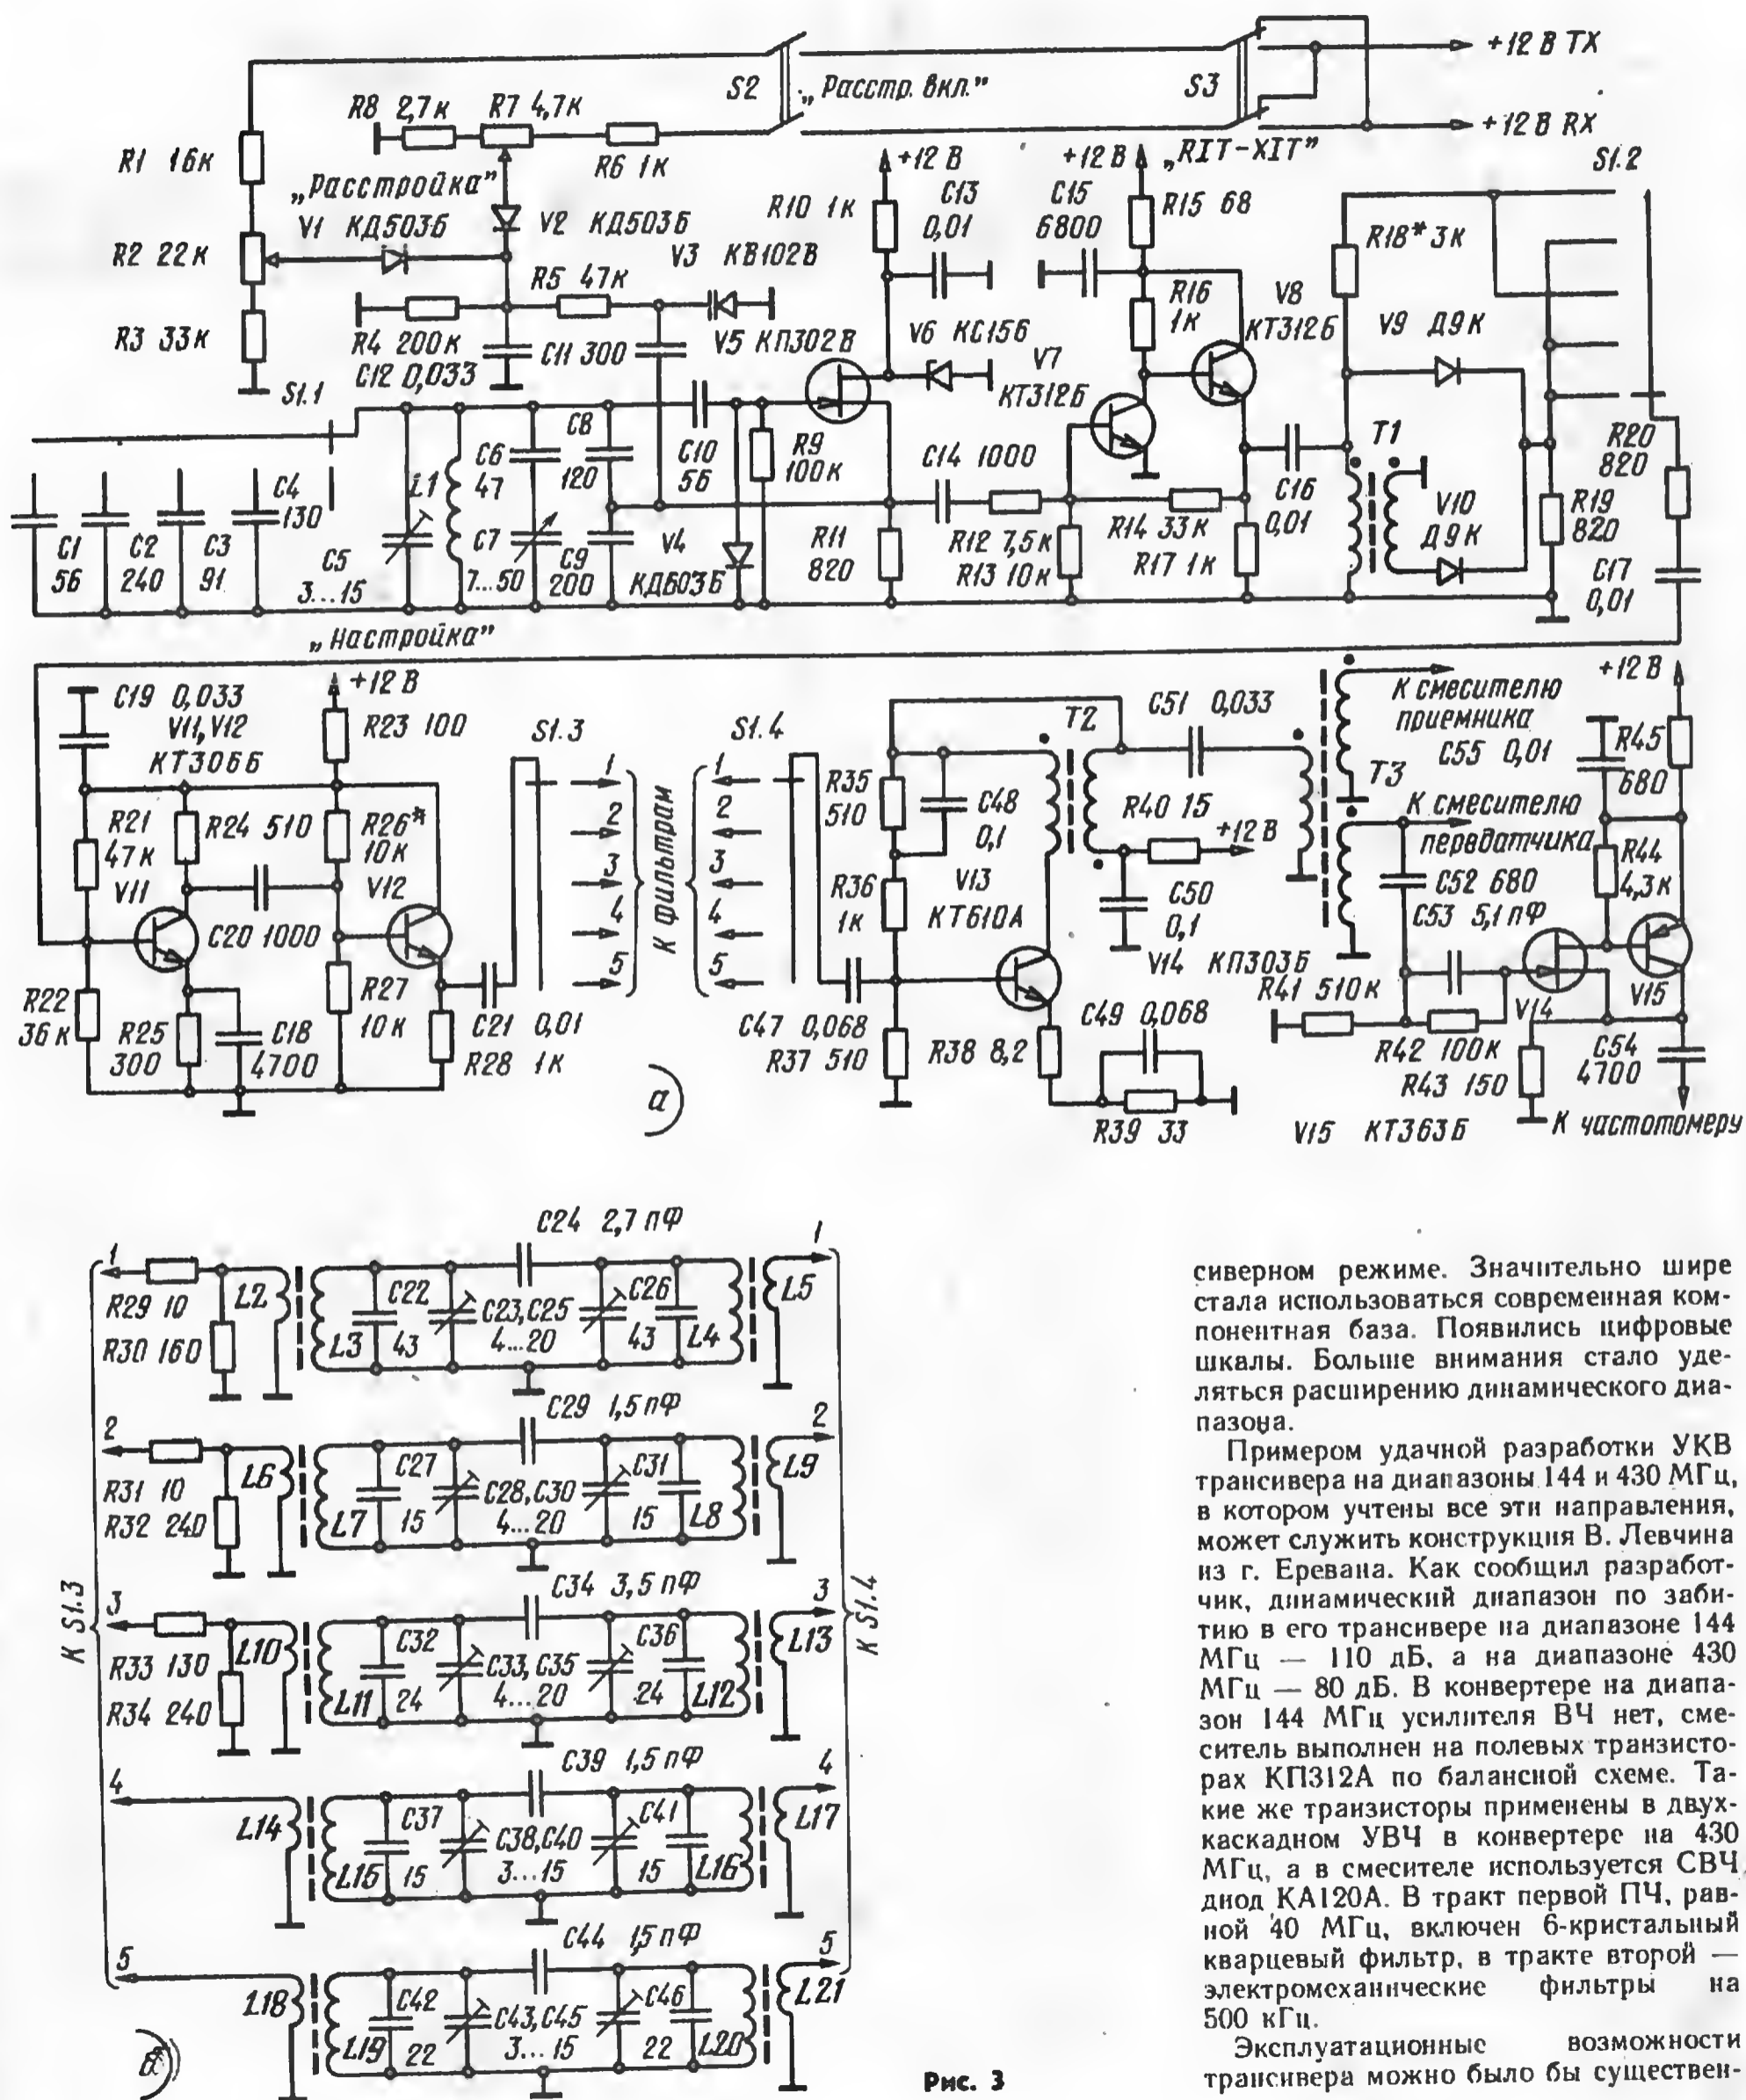 +12 В TX
S2
„Расстр. вкл.”
S3
R8 2,7к
R7 4,7к
+12 В RX
R1 16к
R6 1к
+12 В
+12 В
„RIT-XIT”
S1.2
„Расстройка”
C13
0,01
C15
6800
R10 1к
R15 68
R18* 3к
V1 КД503Б
V2 КД503Б
R2 22к
V3 КВ102В
R5 47к
R16
1к
V8
КТ312Б
V9 Д9К
R3 33к
R4 200к
C11 300
V5 КП302В
V6 КС156
V7
КТ312Б
C12 0,033
S1.1
T1
R20
820
C4
130
L1
C6
47
C8
120
C10
56
R9
100к
C14 1000
C16
0,01
V10
Д9К
R19
820
C1
56
C2
240
C3
91
C5
3...15
C7
7...50
C9
200
V4
КД503Б
R11
820
R12 7,5к
R13 10к
R14 33к
R17 1к
C17
0,01
„Настройка”
C19 0,033
V11, V12
КТ306Б
+12 В
R23 100
S1.3
S1.4
T2
C51 0,033
К смесителю
приемника
C55 0,01
+12 В
R45
680
T3
R21
47к
R24 510
R26*
10к
1
2
3
4
5
К фильтрам
1
2
3
4
5
R35
510
C48
0,1
R40 15
+12 В
К смесителю
передатчика
R44
4,3к
V11
V12
C20 1000
R36
1к
V13
КТ610А
C50
0,1
C52 680
C53 5,1 пФ
V14 КП303Б
R22
36к
R25
300
C18
4700
R27
10к
C21 0,01
R28 1к
C47 0,068
R37 510
R38 8,2
C49 0,068
R41 510к
V14
V15
R42 100к
R43 150
C54
4700
а
R39 33
V15 КТ363Б
К частотомеру
C24 2,7 пФ
1
1
R29 10
R30 160
L2
L3
C22
43
C23, C25
4...20
C26
43
L4
L5
C29 1,5 пФ
2
2
R31 10
R32 240
L6
L7
C27
15
C28, C30
4...20
C31
15
L8
L9
К S1.3
К S1.4
C34 3,5 пФ
3
3
R33 130
R34 240
L10
L11
C32
24
C33, C35
4...20
C36
24
L12
L13
C39 1,5 пФ
4
4
L14
L15
C37
15
C38, C40
3...15
C41
15
L16
L17
C44 1,5 пФ
5
5
L18
L19
C42
22
C43, C45
3...15
C46
22
L20
L21
Рис. 3
сиверном режиме. Значительно шире
стала использоваться современная ком-
понентная база. Появились цифровые
шкалы. Больше внимания стало уде-
ляться расширению динамического диа-
пазона.
Примером удачной разработки УКВ
трансивера на диапазоны 144 и 430 МГц,
в котором учтены все эти направления,
может служить конструкция В. Левчина
из г. Еревана. Как сообщил разработ-
чик, динамический диапазон по заби-
тию в его трансивере на диапазоне 144
МГц — 110 дБ, а на диапазоне 430
МГц — 80 дБ. В конвертере на диапа-
зон 144 МГц усилителя ВЧ нет, сме-
ситель выполнен на полевых транзисто-
рах КП312А по балансной схеме. Та-
кие же транзисторы применены в двух-
каскадном УВЧ в конвертере на 430
МГц, а в смесителе используется СВЧ
диод КА120А. В тракт первой ПЧ, рав-
ной 40 МГц, включен 6-кристальный
кварцевый фильтр, в тракте второй —
электромеханические фильтры на
500 кГц.
Эксплуатационные возможности
трансивера можно было бы существен-